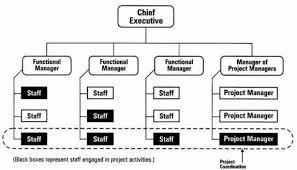 Chief
Executive
Functional
Manager
Functional
Manager
Functional
Manager
Manager of
Project Managers
Staff
Staff
Staff
Project Manager
Staff
Staff
Staff
Project Manager
Staff
Staff
Staff
Project Manager
(Black boxes represent staff engaged in project activities.)
Project
Coordination